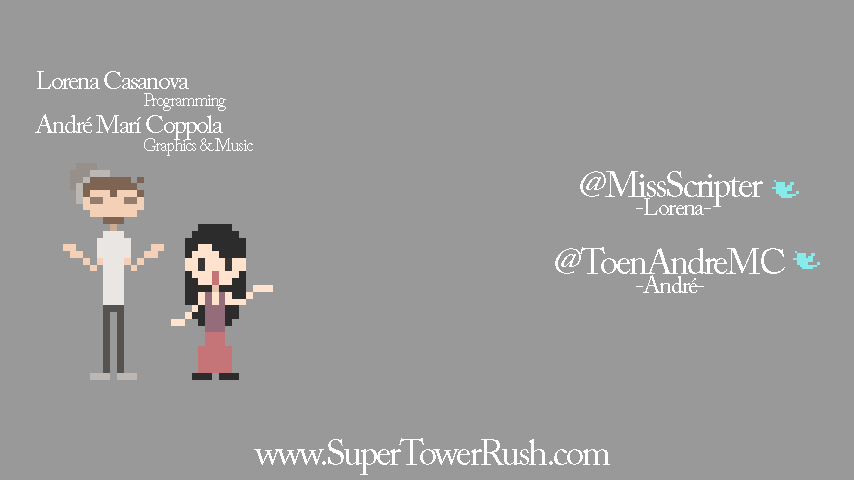 Lorena Casanova
Programming
André Marí Coppola
Graphics & Music
@MissScripter
-Lorena-
@ToenAndreMC
-André-
www.SuperTowerRush.com